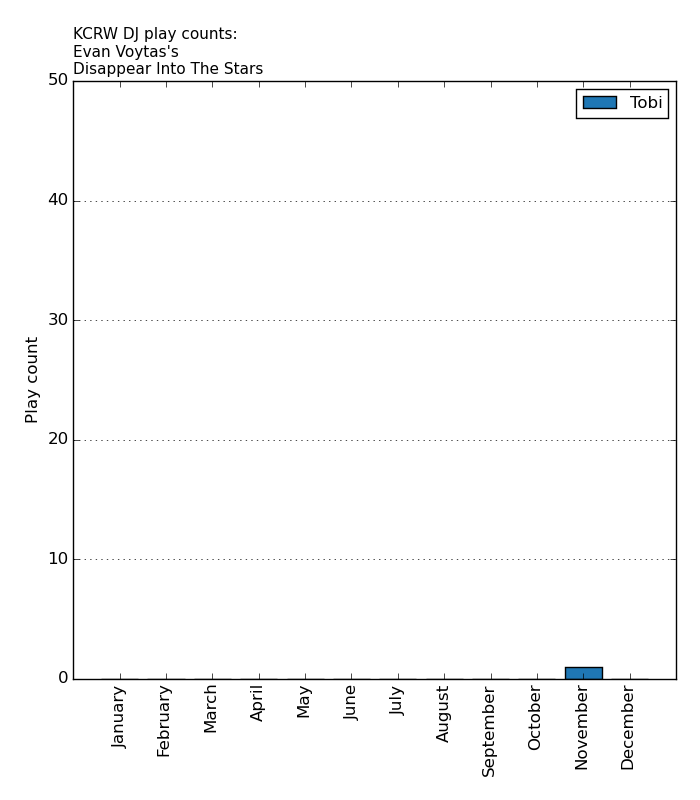 KCRW DJ play counts:
Evan Voytas's
Disappear Into The Stars
Tobi
50
40
30
20
10
0
Play count
January
February
March
April
May
June
July
August
September
October
November
December